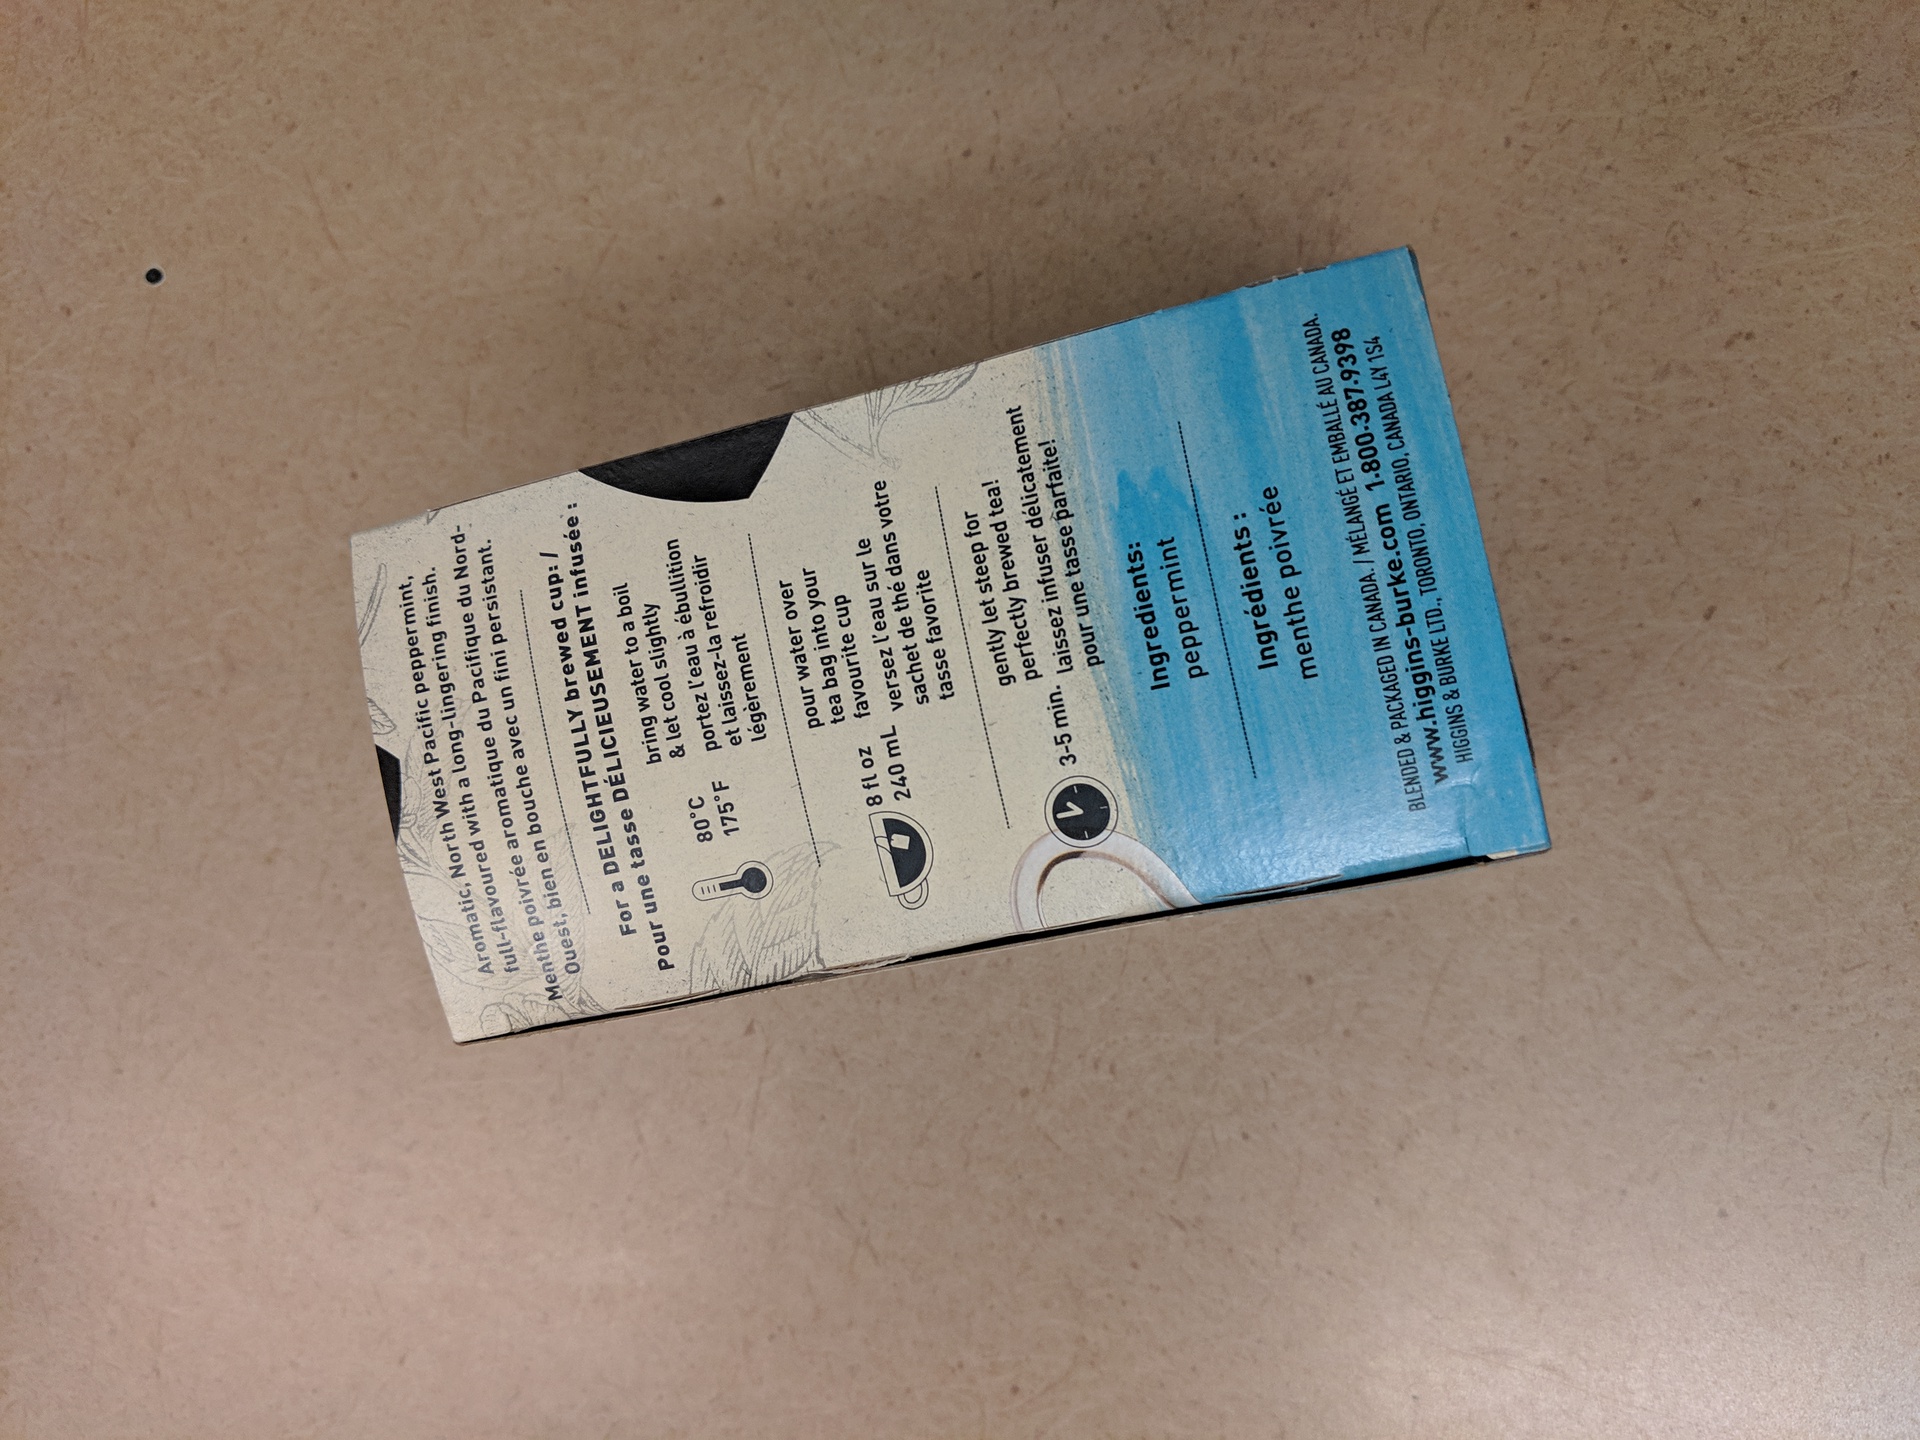 Aromatic, North West Pacific peppermint,
full-flavoured with a long-lingering finish.
Menthe poivrée aromatique du Pacifique du Nord-
Ouest, bien en bouche avec un fini persistant.
For a DELIGHTFULLY brewed cup: /
Pour une tasse DÉLICIEUSEMENT infusée :
80°C
175°F
bring water to a boil
& let cool slightly
portez l'eau à ébullition
et laissez-la refroidir
légèrement
8 fl oz
240 mL
pour water over
tea bag into your
favourite cup
versez l'eau sur le
sachet de thé dans votre
tasse favorite
3-5 min.
gently let steep for
perfectly brewed tea!
laissez infuser délicatement
pour une tasse parfaite!
Ingredients:
peppermint
Ingrédients :
menthe poivrée
BLENDED & PACKAGED IN CANADA. / MÉLANGÉ ET EMBALLÉ AU CANADA.
www.higgins-burke.com 1·800·387·9398
HIGGINS & BURKE LTD., TORONTO, ONTARIO, CANADA L4Y 1S4